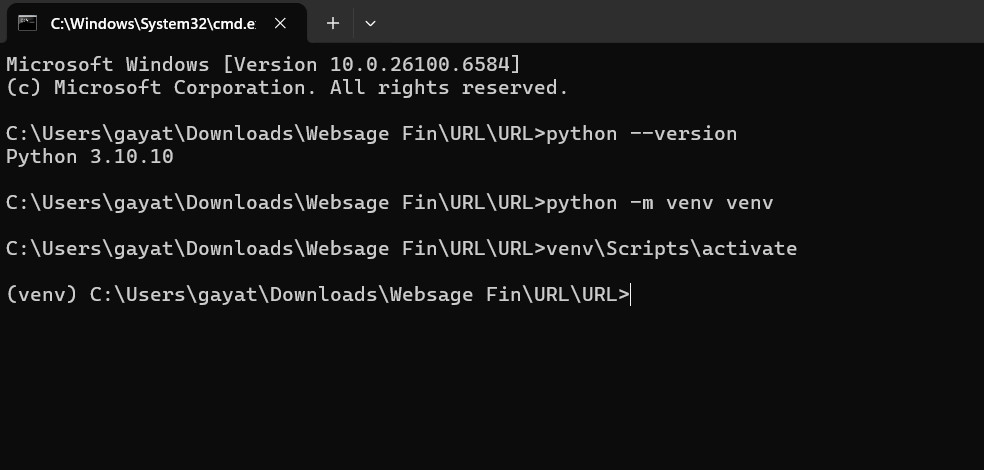 C:\Windows\System32\cmd.e
Microsoft Windows [Version 10.0.26100.6584]
(c) Microsoft Corporation. All rights reserved.
C:\Users\gayat\Downloads\Websage Fin\URL\URL>python --version
Python 3.10.10
C:\Users\gayat\Downloads\Websage Fin\URL\URL>python -m venv venv
C:\Users\gayat\Downloads\Websage Fin\URL\URL>venv\Scripts\activate
(venv) C:\Users\gayat\Downloads\Websage Fin\URL\URL>